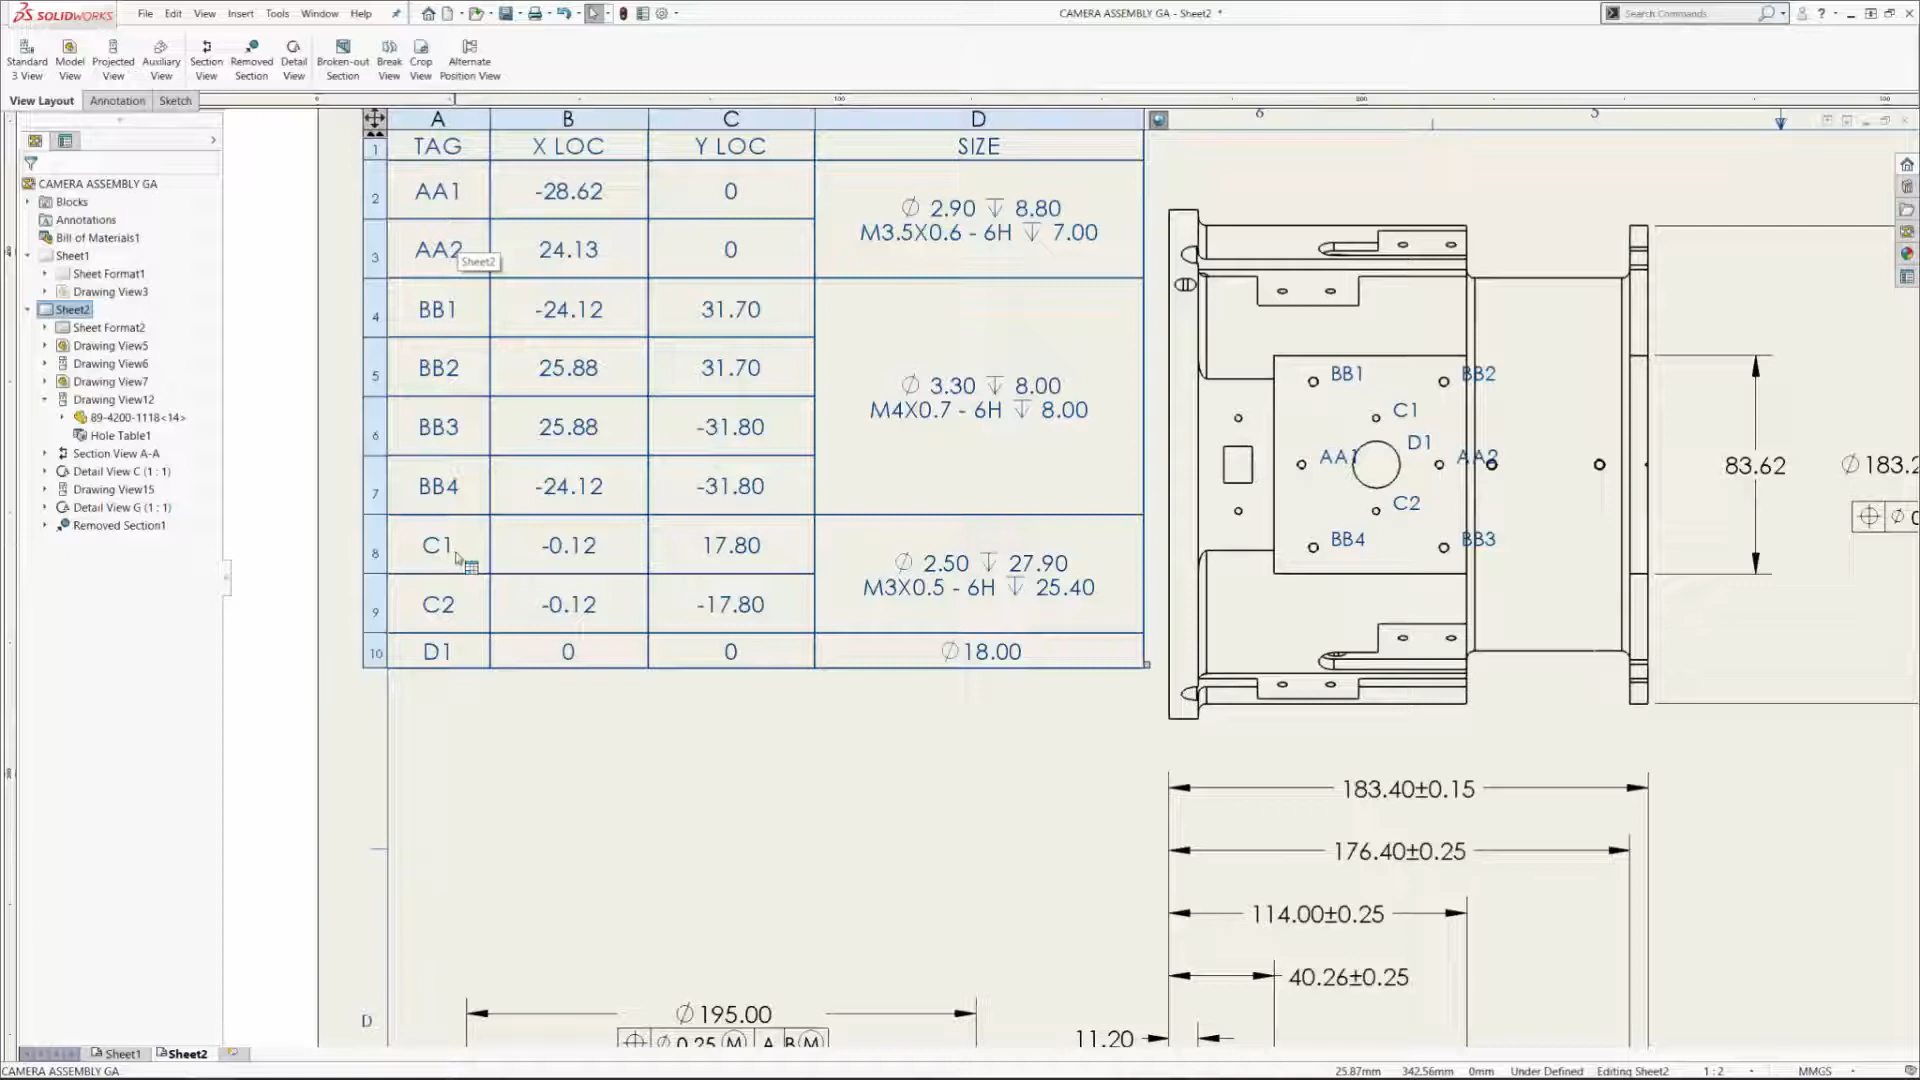 SOLIDWORKS File Edit View Insert Tools Window Help CAMERA ASSEMBLY GA - Sheet2 * Search Commands ?
Standard 3 View
Model View
Projected View
Auxiliary View
Section View
Removed Section
Detail View
Broken-out Section
Break View
Crop View
Alternate Position View
View Layout Annotation Sketch
CAMERA ASSEMBLY GA
Blocks
Annotations
Bill of Materials1
Sheet1
Sheet Format1
Drawing View3
Sheet2
Sheet Format2
Drawing View5
Drawing View6
Drawing View7
Drawing View12
89-4200-1118<14>
Hole Table1
Section View A-A
Detail View C (1 : 1)
Drawing View15
Detail View G (1 : 1)
Removed Section1
A B C D
1 TAG X LOC Y LOC SIZE
2 AA1 -28.62 0
∅ 2.90 ↧ 8.80
M3.5X0.6 - 6H ↧ 7.00
3 AA2 24.13 0
Sheet2
4 BB1 -24.12 31.70
5 BB2 25.88 31.70
∅ 3.30 ↧ 8.00
M4X0.7 - 6H ↧ 8.00
6 BB3 25.88 -31.80
7 BB4 -24.12 -31.80
8 C1 -0.12 17.80
∅ 2.50 ↧ 27.90
M3X0.5 - 6H ↧ 25.40
9 C2 -0.12 -17.80
10 D1 0 0 ∅18.00
BB1 BB2
C1
D1
AA1 AA2
C2
BB4 BB3
83.62
∅183.2
⌖ ∅ 0
183.40±0.15
176.40±0.25
114.00±0.25
40.26±0.25
11.20
∅195.00
⌖ ∅ 0.25 Ⓜ A BⓂ
D
Sheet1 Sheet2
CAMERA ASSEMBLY GA 25.87mm 342.56mm 0mm Under Defined Editing Sheet2 1 : 2 MMGS